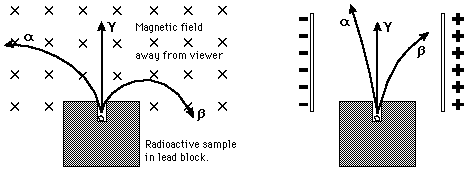 α γ Magnetic field
away from viewer
β
Radioactive sample
in lead block.
α γ β